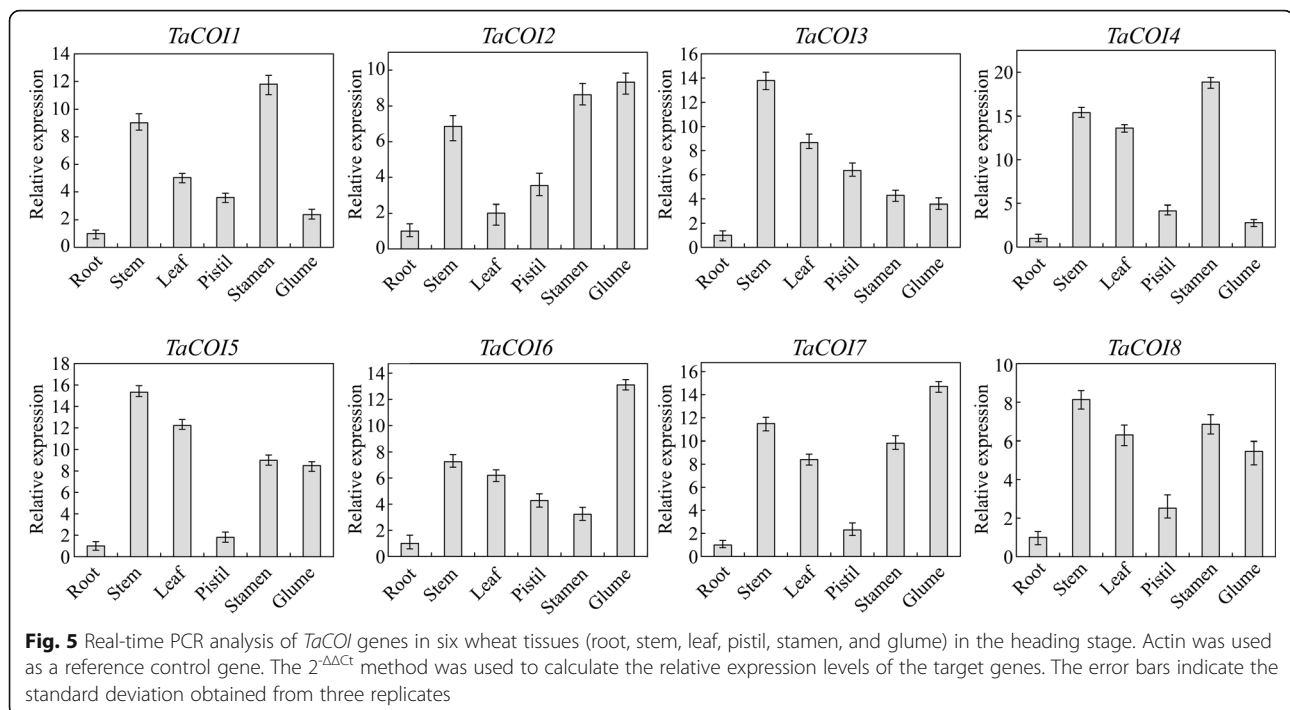 TaCOI1
Relative expression
14
12
10
8
6
4
2
0
Root
Stem
Leaf
Pistil
Stamen
Glume
TaCOI2
Relative expression
10
8
6
4
2
0
Root
Stem
Leaf
Pistil
Stamen
Glume
TaCOI3
Relative expression
16
14
12
10
8
6
4
2
0
Root
Stem
Leaf
Pistil
Stamen
Glume
TaCOI4
Relative expression
20
15
10
5
0
Root
Stem
Leaf
Pistil
Stamen
Glume
TaCOI5
Relative expression
18
16
14
12
10
8
6
4
2
0
Root
Stem
Leaf
Pistil
Stamen
Glume
TaCOI6
Relative expression
14
12
10
8
6
4
2
0
Root
Stem
Leaf
Pistil
Stamen
Glume
TaCOI7
Relative expression
16
14
12
10
8
6
4
2
0
Root
Stem
Leaf
Pistil
Stamen
Glume
TaCOI8
Relative expression
10
8
6
4
2
0
Root
Stem
Leaf
Pistil
Stamen
Glume
Fig. 5 Real-time PCR analysis of TaCOI genes in six wheat tissues (root, stem, leaf, pistil, stamen, and glume) in the heading stage. Actin was used
as a reference control gene. The 2-ΔΔCt method was used to calculate the relative expression levels of the target genes. The error bars indicate the
standard deviation obtained from three replicates